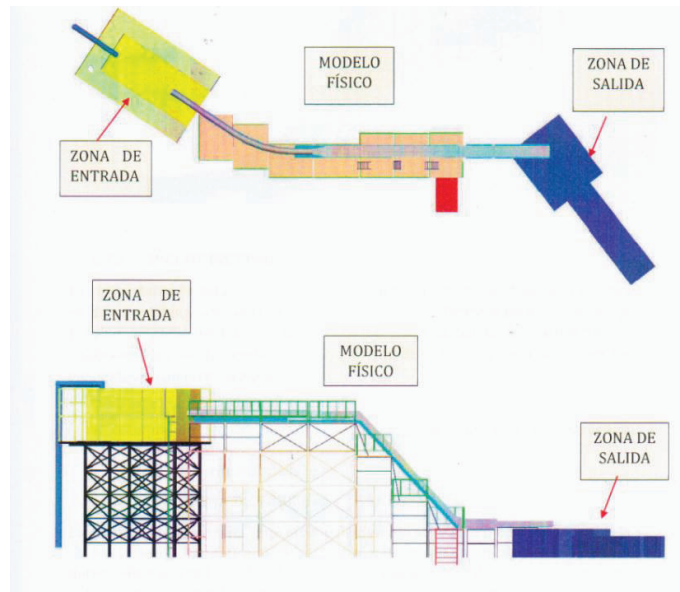 MODELO
FÍSICO
ZONA DE
SALIDA
ZONA DE
ENTRADA
ZONA DE
ENTRADA
MODELO
FÍSICO
ZONA DE
SALIDA